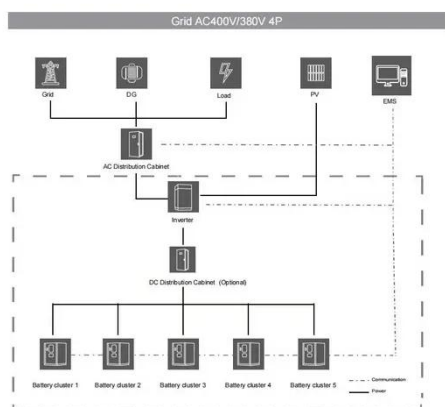 Grid AC400V/380V 4P
Grid
DG
Load
PV
EMS
AC Distribution Cabinet
Inverter
DC Distribution Cabinet (Optional)
Battery cluster 1
Battery cluster 2
Battery cluster 3
Battery cluster 4
Battery cluster 5
Communication
Power